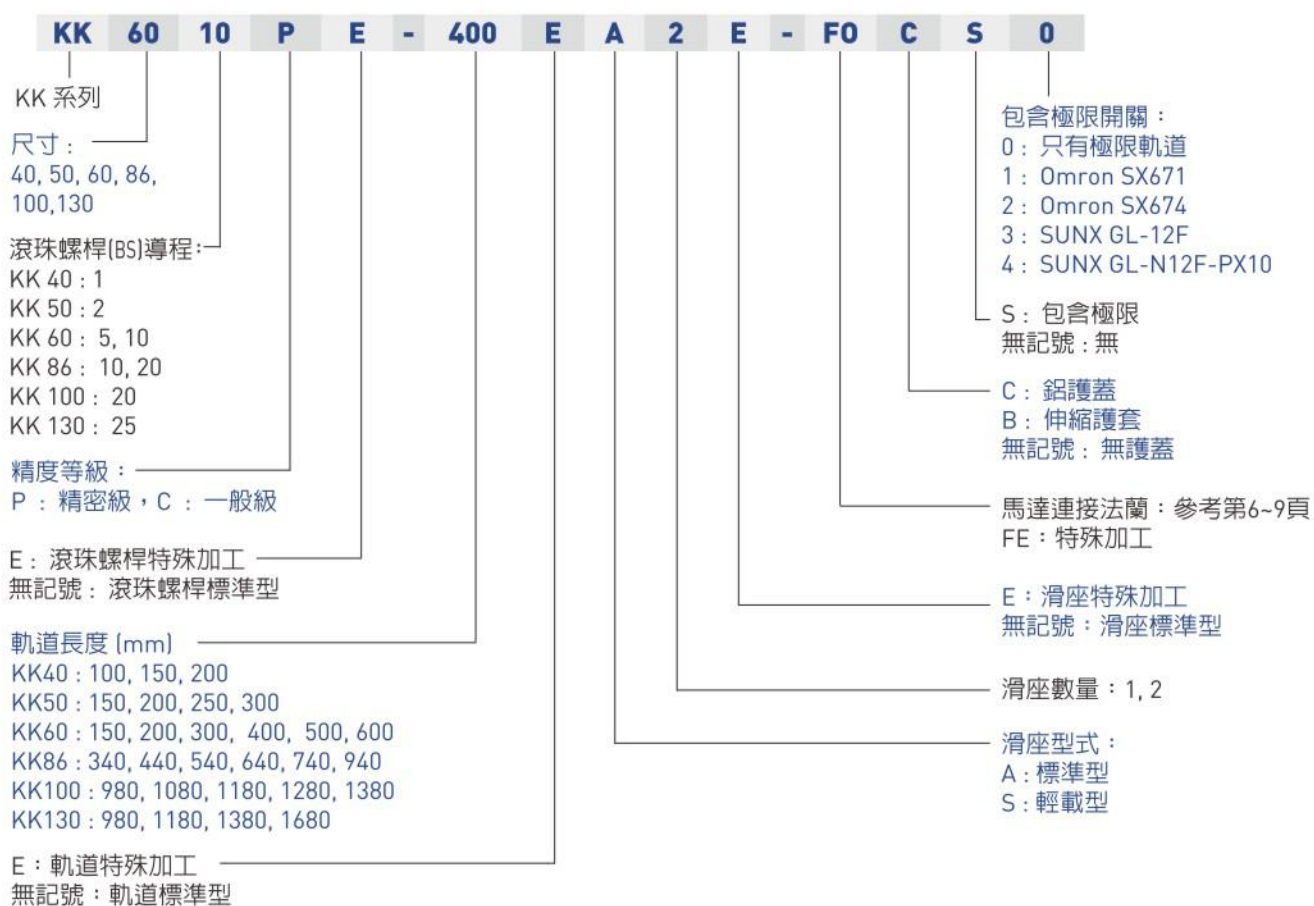 KK 60 10 P E - 400 E A 2 E - F0 C S 0
KK 系列
尺寸：
40, 50, 60, 86,
100,130
滾珠螺桿(BS)導程：
KK 40 : 1
KK 50 : 2
KK 60 : 5, 10
KK 86 : 10, 20
KK 100 : 20
KK 130 : 25
精度等級：
P : 精密級，C : 一般級
E : 滾珠螺桿特殊加工
無記號 : 滾珠螺桿標準型
軌道長度 (mm)
KK40 : 100, 150, 200
KK50 : 150, 200, 250, 300
KK60 : 150, 200, 300, 400, 500, 600
KK86 : 340, 440, 540, 640, 740, 940
KK100 : 980, 1080, 1180, 1280, 1380
KK130 : 980, 1180, 1380, 1680
E：軌道特殊加工
無記號：軌道標準型
包含極限開關：
0 : 只有極限軌道
1 : Omron SX671
2 : Omron SX674
3 : SUNX GL-12F
4 : SUNX GL-N12F-PX10
S : 包含極限
無記號 : 無
C : 鋁護蓋
B : 伸縮護套
無記號 : 無護蓋
馬達連接法蘭：參考第6~9頁
FE：特殊加工
E：滑座特殊加工
無記號：滑座標準型
滑座數量：1, 2
滑座型式：
A : 標準型
S : 輕載型